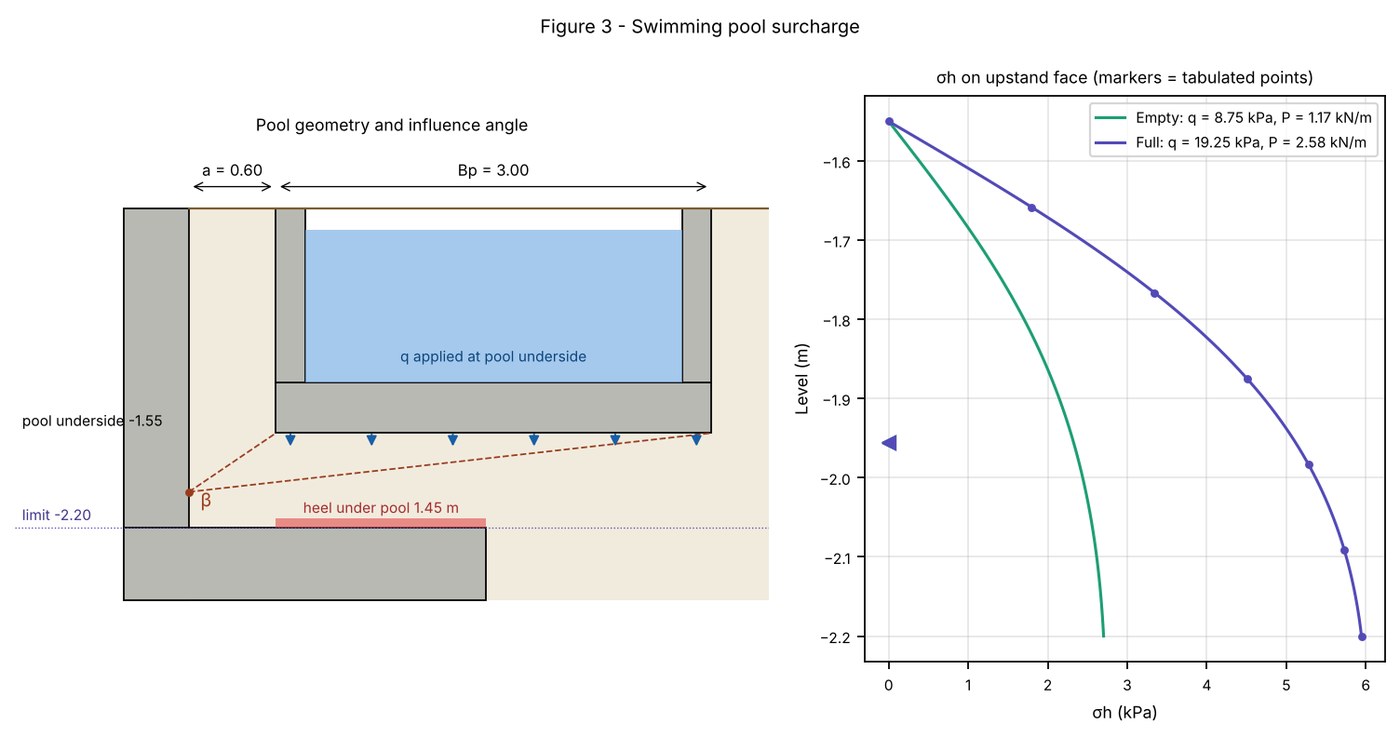 Figure 3 - Swimming pool surcharge
Pool geometry and influence angle
a = 0.60
Bp = 3.00
q applied at pool underside
pool underside -1.55
β
heel under pool 1.45 m
limit -2.20
σh on upstand face (markers = tabulated points)
Empty: q = 8.75 kPa, P = 1.17 kN/m
Full: q = 19.25 kPa, P = 2.58 kN/m
Level (m)
−1.6
−1.7
−1.8
−1.9
−2.0
−2.1
−2.2
0 1 2 3 4 5 6
σh (kPa)